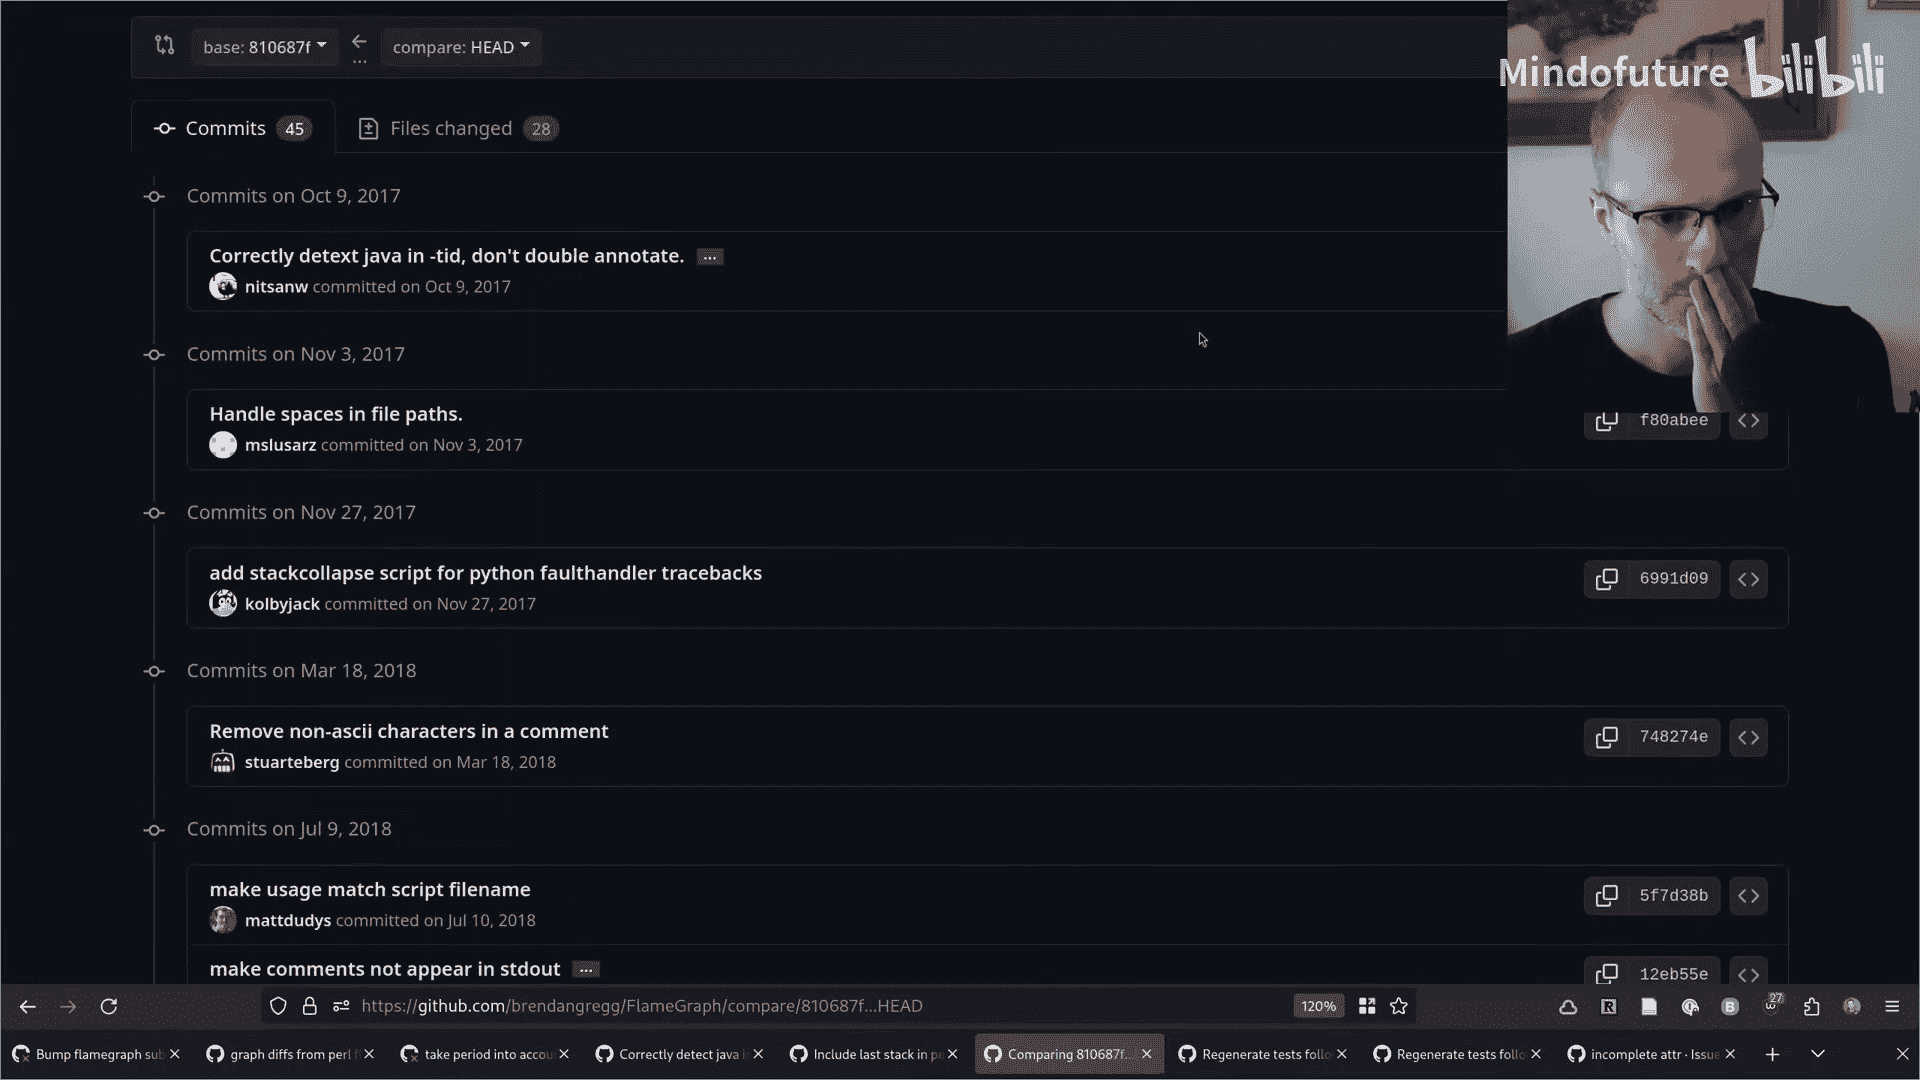 base: 810687f
compare: HEAD
Mindofuture bilibili
Commits 45
Files changed 28
Commits on Oct 9, 2017
Correctly detext java in -tid, don't double annotate. ...
nitsanw committed on Oct 9, 2017
Commits on Nov 3, 2017
Handle spaces in file paths.
f80abee
mslusarz committed on Nov 3, 2017
Commits on Nov 27, 2017
add stackcollapse script for python faulthandler tracebacks
6991d09
kolbyjack committed on Nov 27, 2017
Commits on Mar 18, 2018
Remove non-ascii characters in a comment
748274e
stuarteberg committed on Mar 18, 2018
Commits on Jul 9, 2018
make usage match script filename
5f7d38b
mattdudys committed on Jul 10, 2018
make comments not appear in stdout ...
12eb55e
https://github.com/brendangregg/FlameGraph/compare/810687f...HEAD
120%
27
Bump flamegraph sub
graph diffs from perl f
take period into accou
Correctly detect java i
Include last stack in pe
Comparing 810687f...
Regenerate tests follo
Regenerate tests follo
incomplete attr · Issue